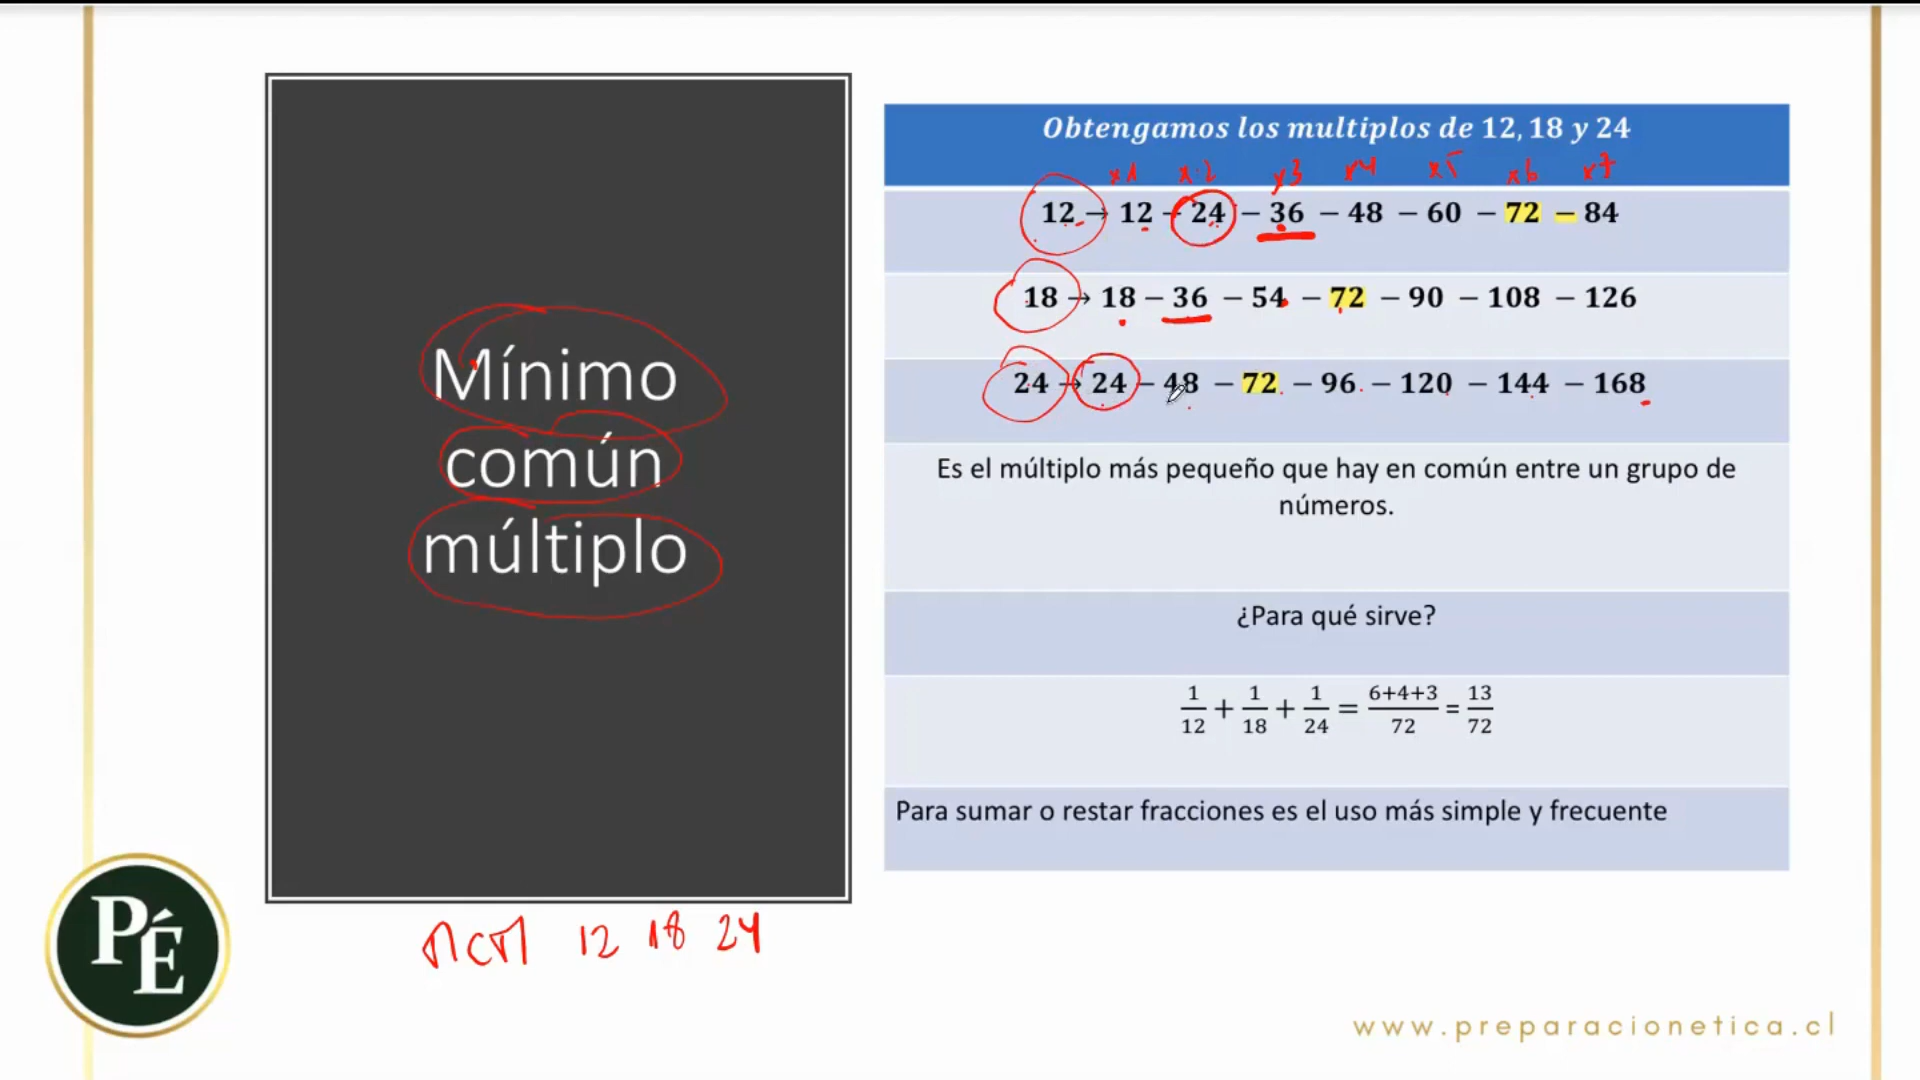 Mínimo
común
múltiplo
Obtengamos los multiplos de 12, 18 y 24
x1 x2 x3 x4 x5 x6 x7
12 → 12 – 24 – 36 – 48 – 60 – 72 – 84
18 → 18 – 36 – 54 – 72 – 90 – 108 – 126
24 → 24 – 48 – 72 – 96 – 120 – 144 – 168
Es el múltiplo más pequeño que hay en común entre un grupo de
números.
¿Para qué sirve?
1/12 + 1/18 + 1/24 = 6+4+3/72 = 13/72
Para sumar o restar fracciones es el uso más simple y frecuente
MCM 12 18 24
PÉ
www.preparacionetica.cl